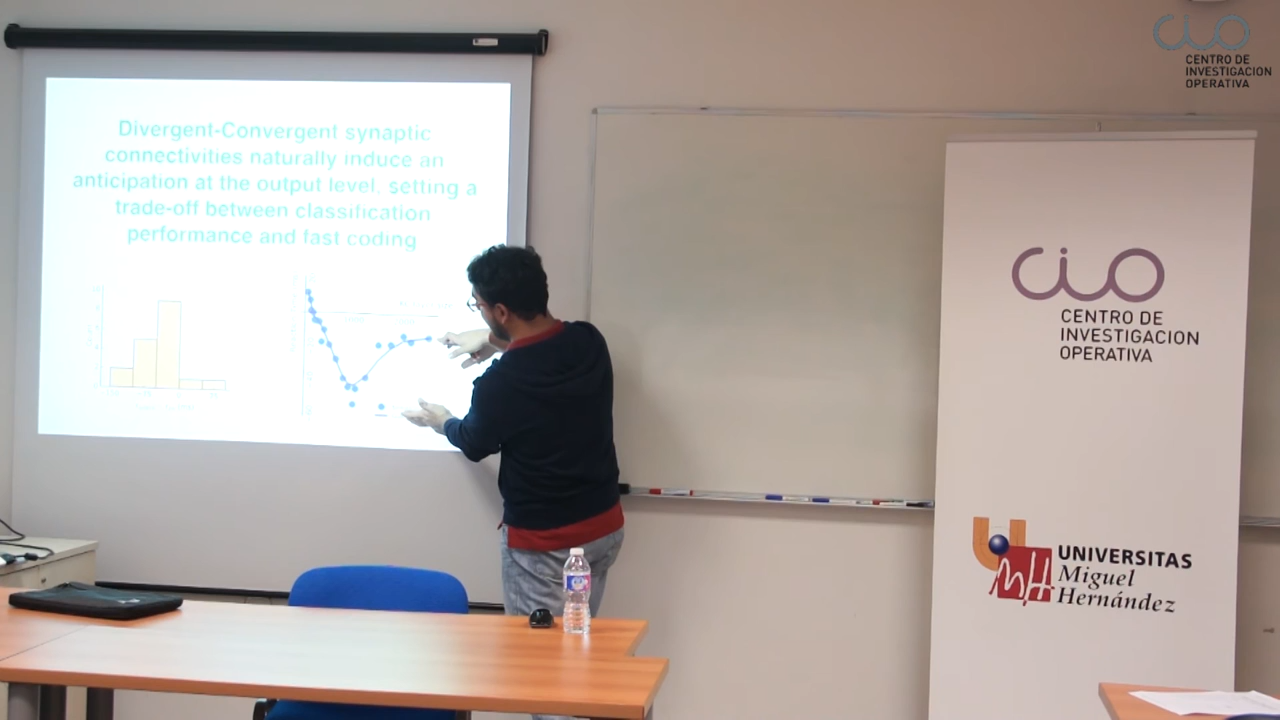 Divergent-Convergent synaptic
connectivities naturally induce an
anticipation at the output level, setting a
trade-off between classification
performance and fast coding
CENTRO DE
INVESTIGACION
OPERATIVA
cio
CENTRO DE
INVESTIGACION
OPERATIVA
UNIVERSITAS
Miguel
Hernández